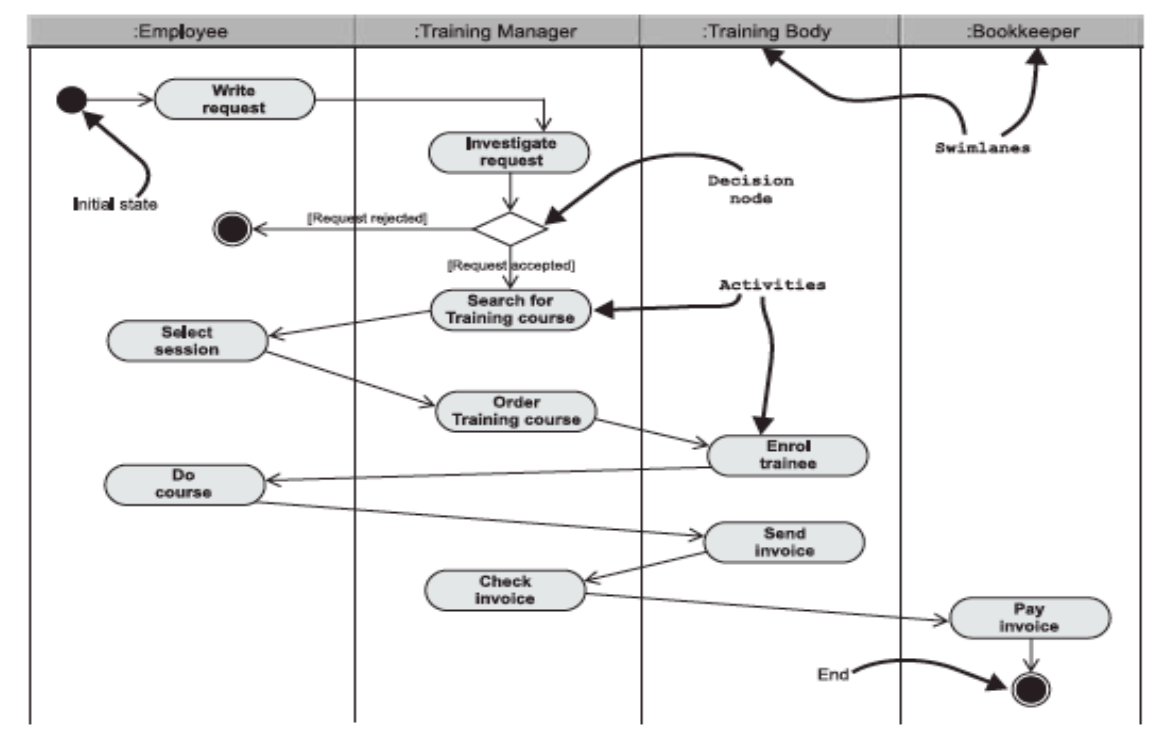 :Employee
:Training Manager
:Training Body
:Bookkeeper
Write
request
Investigate
request
Swimlanes
Decision
node
Initial state
[Request rejected]
[Request accepted]
Activities
Search for
Training course
Select
session
Order
Training course
Enrol
trainee
Do
course
Send
invoice
Check
invoice
Pay
invoice
End